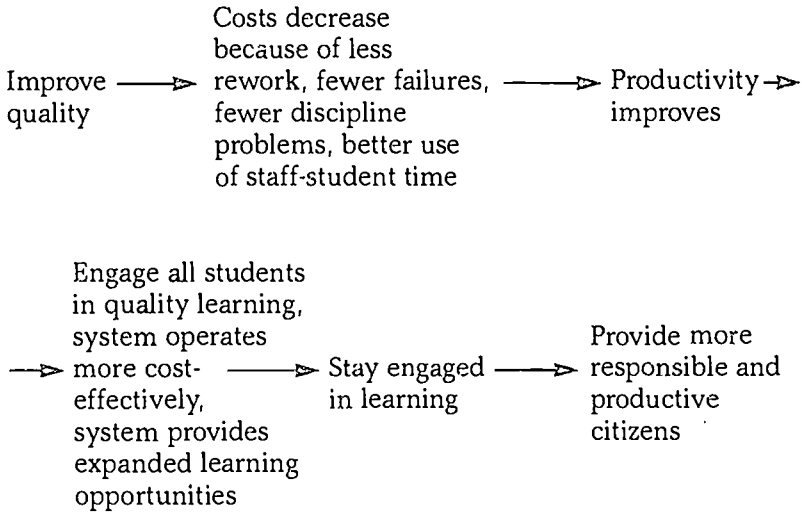 Improve
quality
Costs decrease
because of less
rework, fewer failures,
fewer discipline
problems, better use
of staff-student time
Productivity
improves
Engage all students
in quality learning,
system operates
more cost-
effectively,
system provides
expanded learning
opportunities
Stay engaged
in learning
Provide more
responsible and
productive
citizens